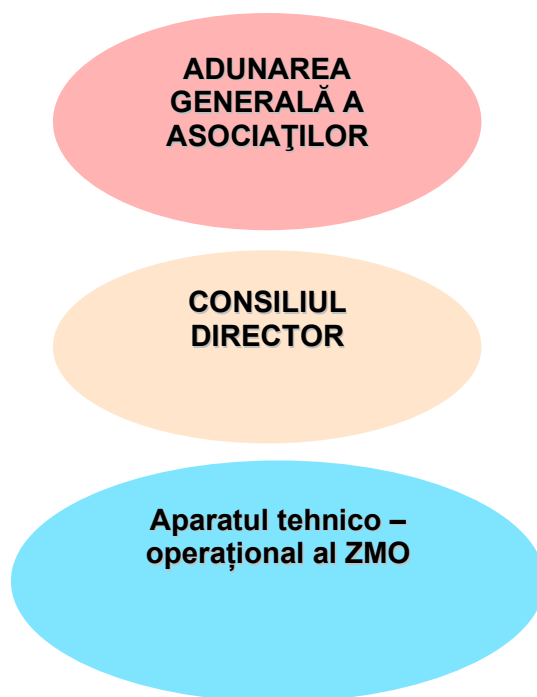 ADUNAREA
GENERALĂ A
ASOCIAŢILOR
CONSILIUL
DIRECTOR
Aparatul tehnico –
operațional al ZMO